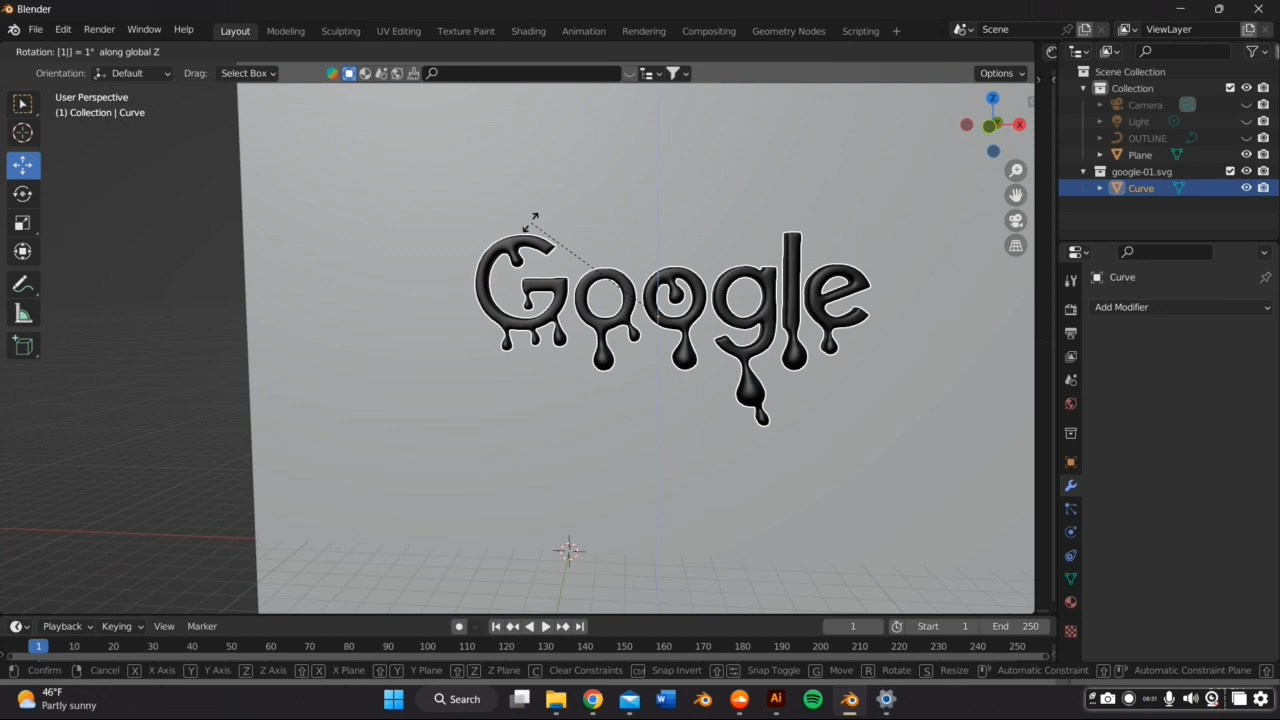 Blender
File Edit Render Window Help Layout Modeling Sculpting UV Editing Texture Paint Shading Animation Rendering Compositing Geometry Nodes Scripting + Scene ViewLayer
Rotation: [1|] = 1° along global Z
Orientation: Default Drag: Select Box Options
User Perspective
(1) Collection | Curve
Z
Y
X
Google
Scene Collection
Collection
Camera
Light
OUTLINE
Plane
google-01.svg
Curve
Curve
Add Modifier
Playback Keying View Marker 1 Start 1 End 250
1 10 20 30 40 50 60 70 80 90 100 110 120 130 140 150 160 170 180 190 200 210 220 230 240 250
Confirm Cancel X X Axis Y Y Axis Z Z Axis X X Plane Y Y Plane Z Z Plane C Clear Constraints Ctrl Snap Invert Snap Toggle G Move R Rotate S Resize Automatic Constraint Automatic Constraint Plane
46°F
Partly sunny
Search
W
Ai
08:31